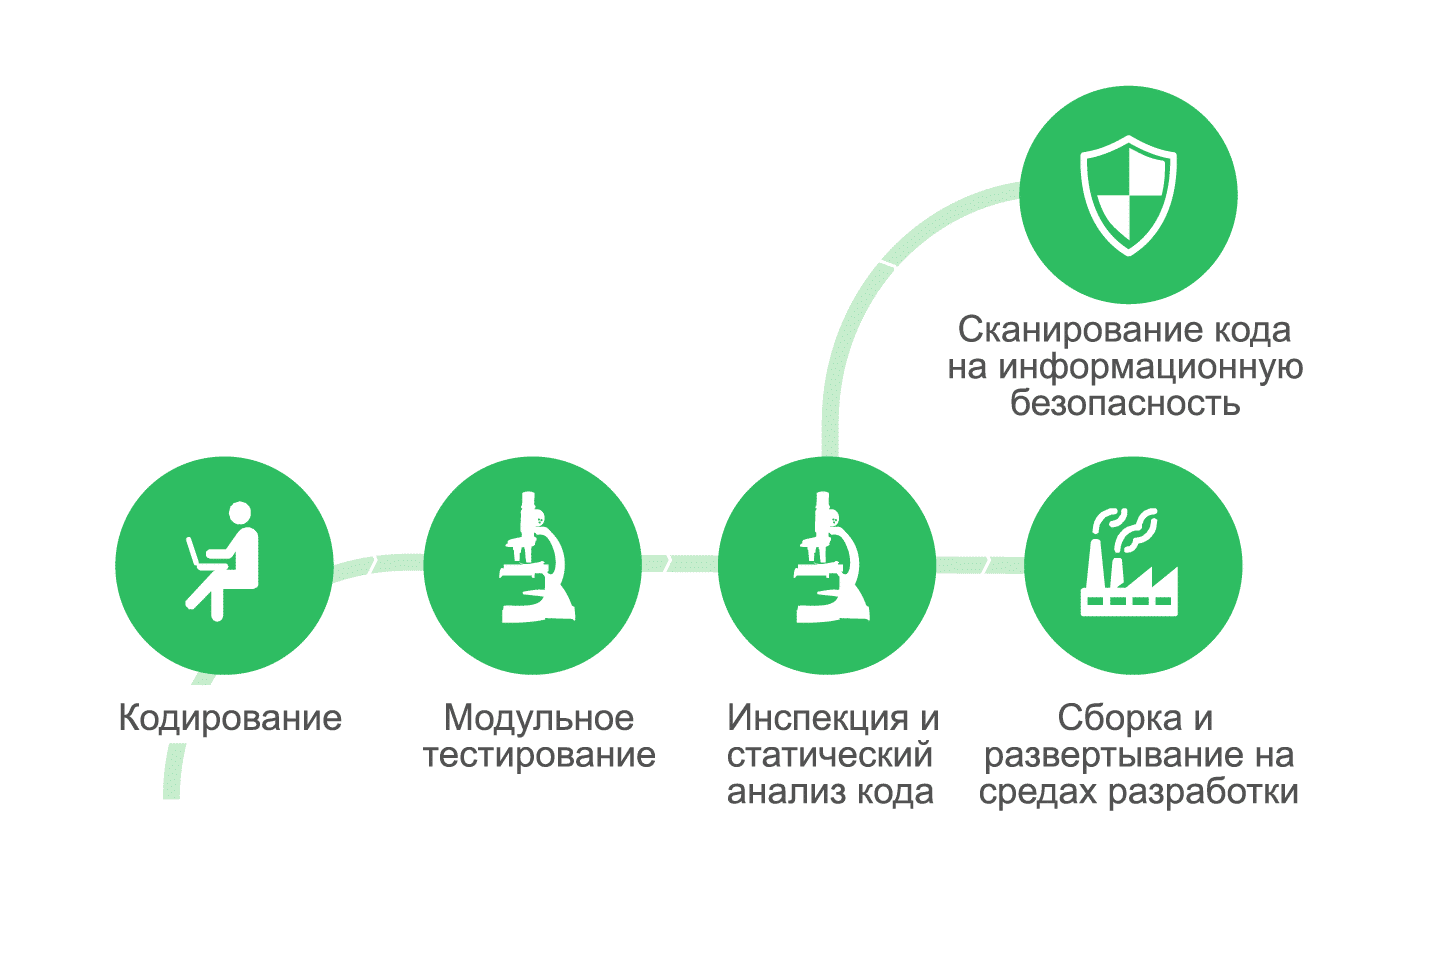 Сканирование кода
на информационную
безопасность
Кодирование
Модульное
тестирование
Инспекция и
статический
анализ кода
Сборка и
развертывание на
средах разработки